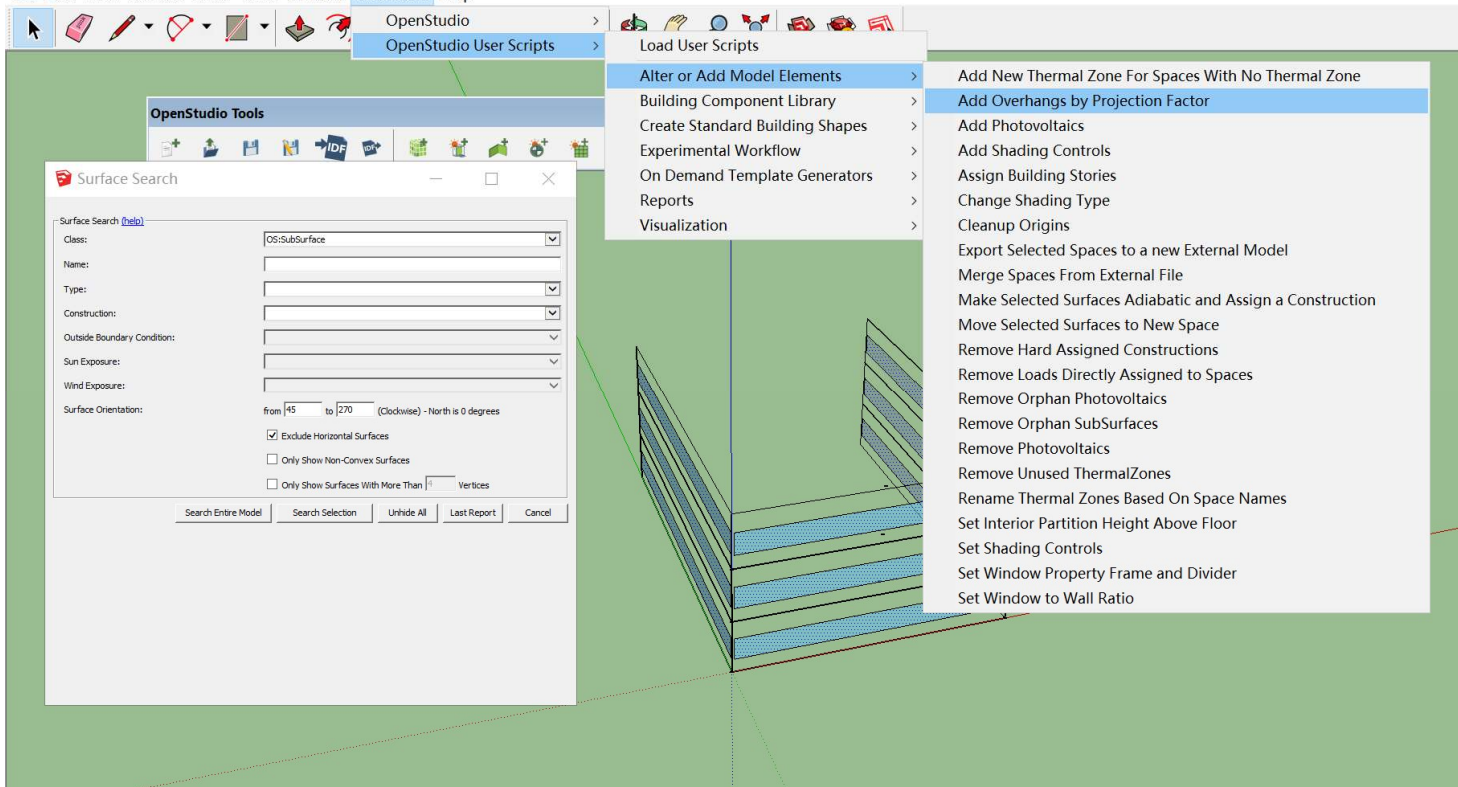 OpenStudio
OpenStudio User Scripts
Load User Scripts
Alter or Add Model Elements
Building Component Library
Create Standard Building Shapes
Experimental Workflow
On Demand Template Generators
Reports
Visualization
Add New Thermal Zone For Spaces With No Thermal Zone
Add Overhangs by Projection Factor
Add Photovoltaics
Add Shading Controls
Assign Building Stories
Change Shading Type
Cleanup Origins
Export Selected Spaces to a new External Model
Merge Spaces From External File
Make Selected Surfaces Adiabatic and Assign a Construction
Move Selected Surfaces to New Space
Remove Hard Assigned Constructions
Remove Loads Directly Assigned to Spaces
Remove Orphan Photovoltaics
Remove Orphan SubSurfaces
Remove Photovoltaics
Remove Unused ThermalZones
Rename Thermal Zones Based On Space Names
Set Interior Partition Height Above Floor
Set Shading Controls
Set Window Property Frame and Divider
Set Window to Wall Ratio
OpenStudio Tools
IDF
IDF+
Surface Search
Surface Search (help)
Class: OS:SubSurface
Name:
Type:
Construction:
Outside Boundary Condition:
Sun Exposure:
Wind Exposure:
Surface Orientation: from 45 to 270 (Clockwise) - North is 0 degrees
Exclude Horizontal Surfaces
Only Show Non-Convex Surfaces
Only Show Surfaces With More Than 4 Vertices
Search Entire Model Search Selection Unhide All Last Report Cancel